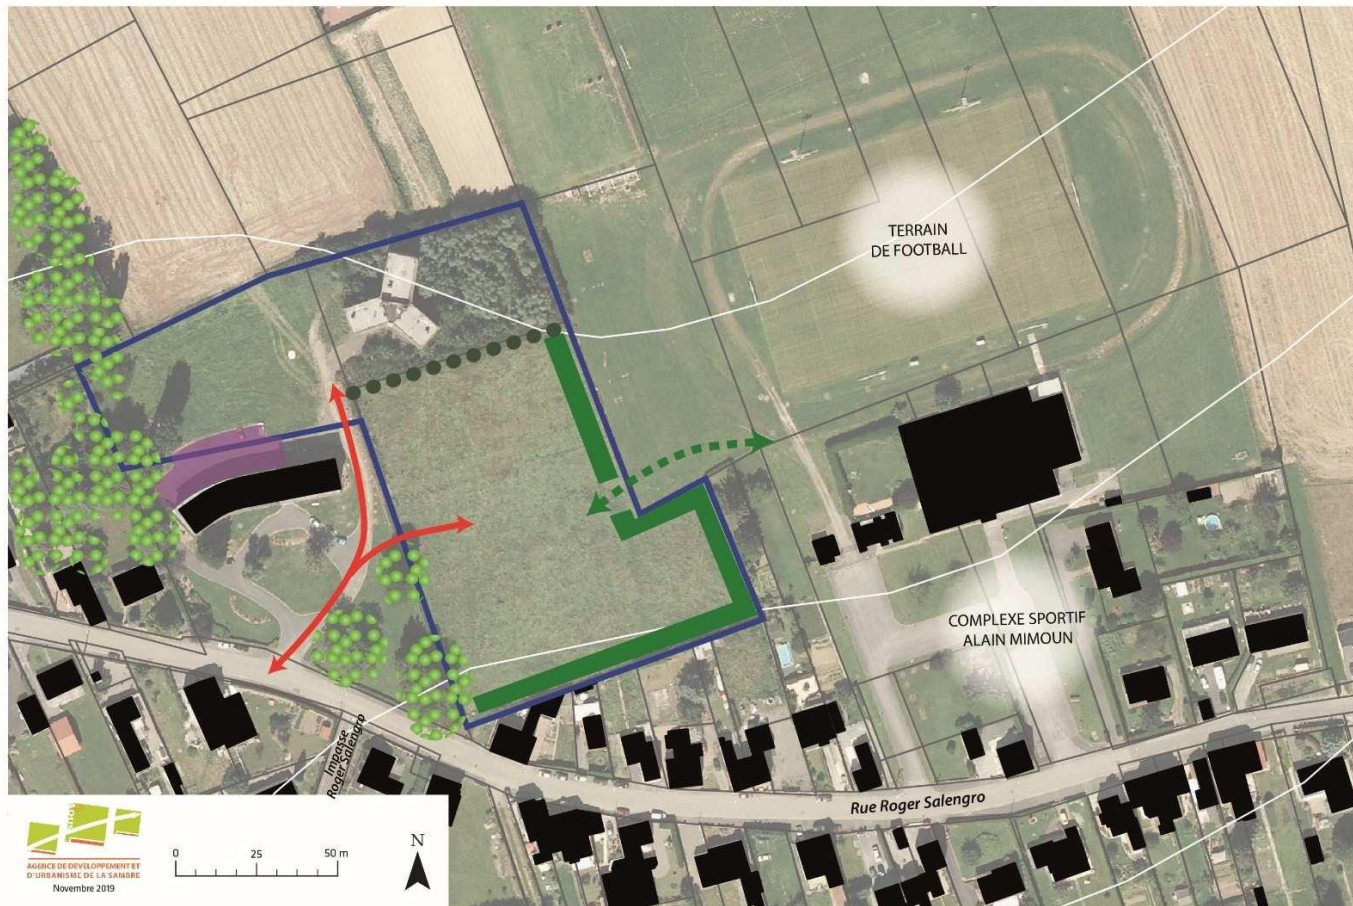 TERRAIN
DE FOOTBALL
COMPLEXE SPORTIF
ALAIN MIMOUN
Impasse
Roger Salengro
Rue Roger Salengro
AGENCE DE DEVELOPPEMENT ET
D'URBANISME DE LA SAMBRE
Novembre 2019
0 25 50 m
N